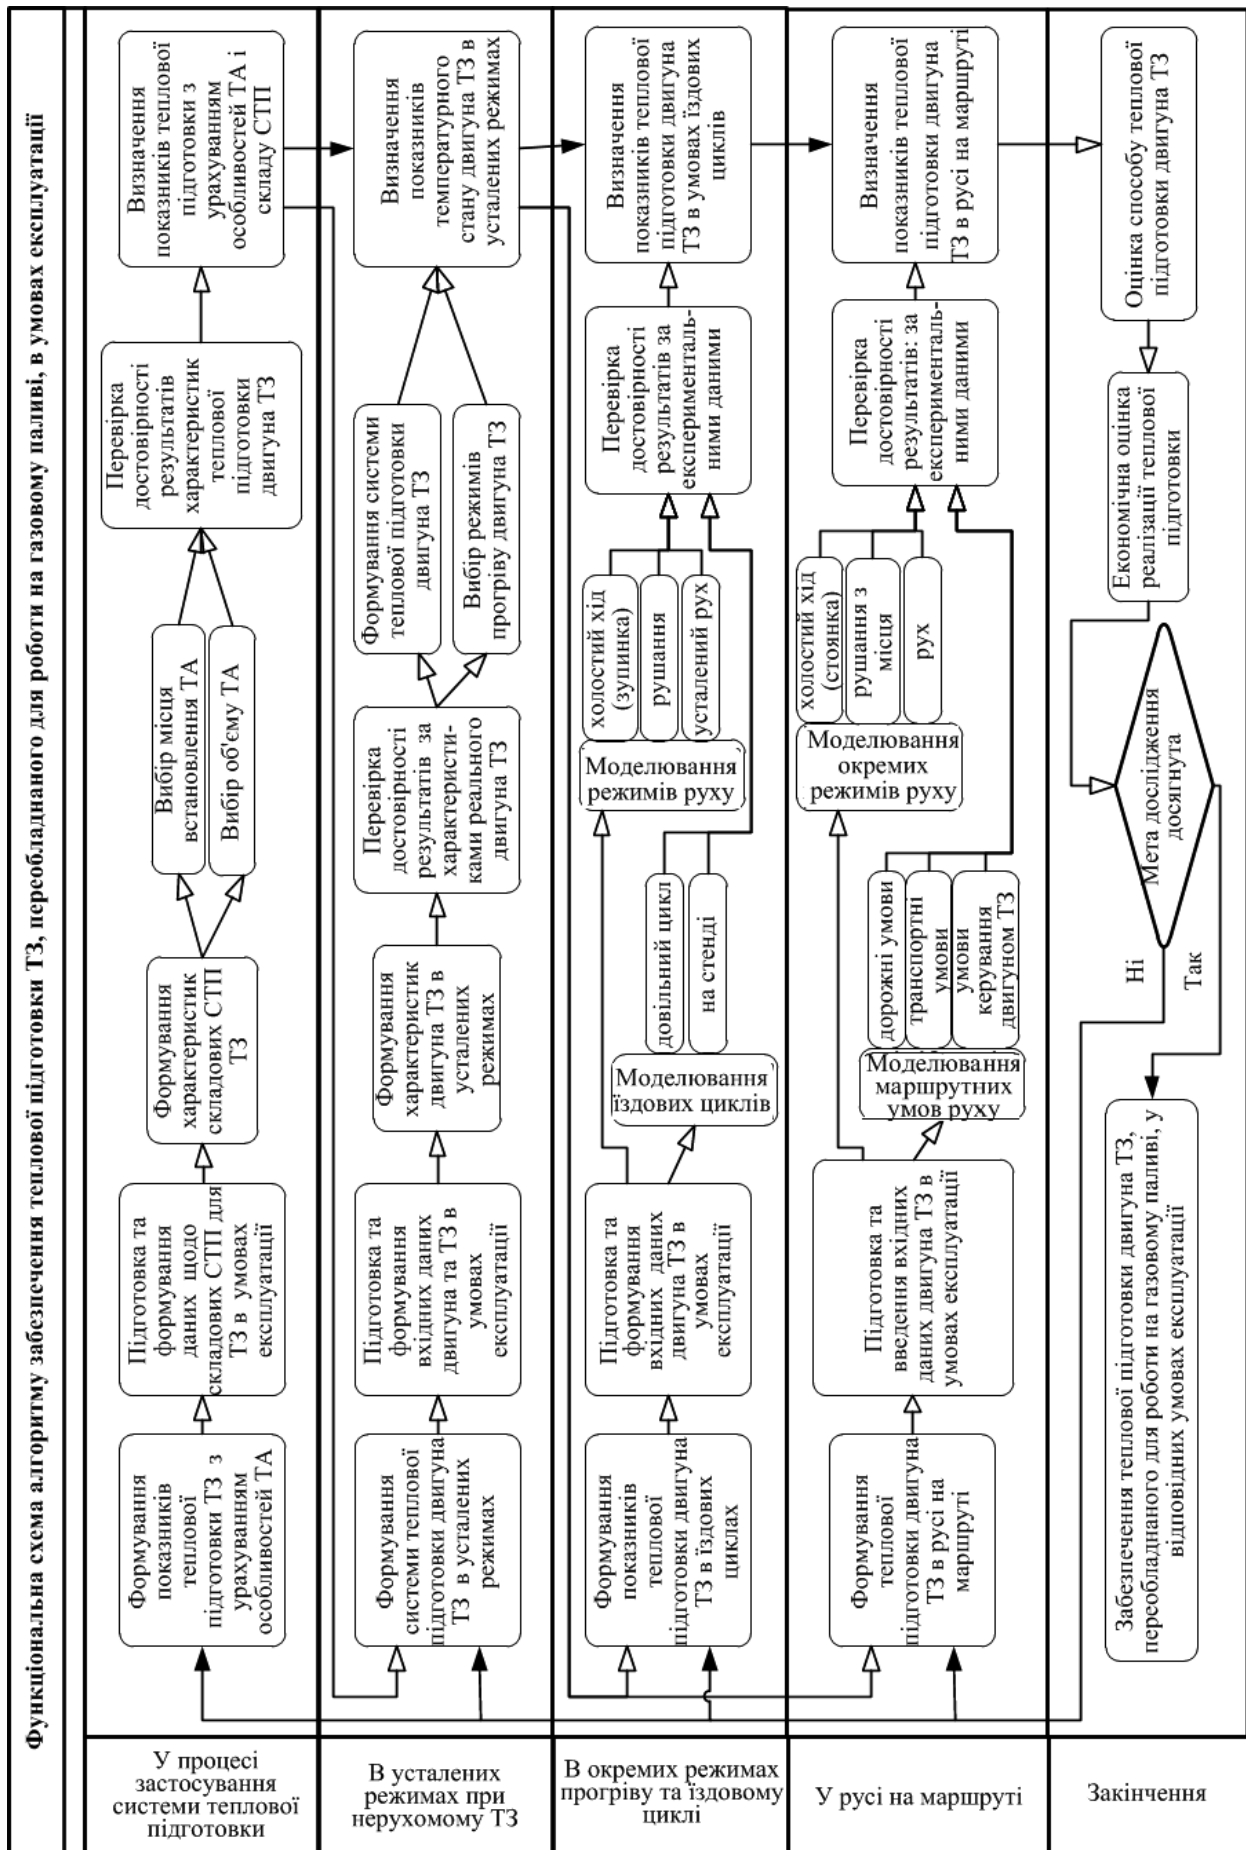 Функціональна схема алгоритму забезпечення теплової підготовки ТЗ, переобладнаного для роботи на газовому паливі, в умовах експлуатації
У процесі
застосування
системи теплової
підготовки
Формування
показників
теплової
підготовки ТЗ з
урахуванням
особливостей ТА
Підготовка та
формування
даних щодо
складових СТП для
ТЗ в умовах
експлуатації
Формування
характеристик
складових СТП
ТЗ
Вибір місця
встановлення ТА
Вибір об'єму ТА
Перевірка
достовірності
результатів
характеристик
теплової
підготовки
двигуна ТЗ
Визначення
показників теплової
підготовки з
урахуванням
особливостей ТА і
складу СТП
В усталених
режимах при
нерухомому ТЗ
Формування
системи теплової
підготовки двигуна
ТЗ в усталених
режимах
Підготовка та
формування
вхідних даних
двигуна та ТЗ в
умовах
експлуатації
Формування
характеристик
двигуна ТЗ в
усталених
режимах
Перевірка
достовірності
результатів за
характеристи-
ками реального
двигуна ТЗ
Формування системи
теплової підготовки
двигуна ТЗ
Вибір режимів
прогріву двигуна ТЗ
Визначення
показників
температурного
стану двигуна ТЗ в
усталених режимах
В окремих режимах
прогріву та їздовому
циклі
Формування
показників
теплової
підготовки двигуна
ТЗ в їздових
циклах
Підготовка та
формування
вхідних даних
двигуна ТЗ в
умовах
експлуатації
Моделювання
їздових циклів
довільний цикл
на стенді
Моделювання
режимів руху
холостий хід
(зупинка)
рушання
усталений рух
Перевірка
достовірності
результатів за
експерименталь-
ними даними
Визначення
показників теплової
підготовки двигуна
ТЗ в умовах їздових
циклів
У русі на маршруті
Формування
теплової
підготовки двигуна
ТЗ в русі на
маршруті
Підготовка та
введення вхідних
даних двигуна ТЗ в
умовах експлуатації
Моделювання
маршрутних
умов руху
дорожні умови
транспортні
умови
умови
керування
двигуном ТЗ
Моделювання
окремих
режимів руху
холостий хід
(стоянка)
рушання з
місця
рух
Перевірка
достовірності
результатів: за
експерименталь-
ними даними
Визначення
показників теплової
підготовки двигуна
ТЗ в русі на маршруті
Закінчення
Оцінка способу теплової
підготовки двигуна ТЗ
Економічна оцінка
реалізації теплової
підготовки
Мета дослідження
досягнута
Ні
Так
Забезпечення теплової підготовки двигуна ТЗ,
переобладнаного для роботи на газовому паливі, у
відповідних умовах експлуатації